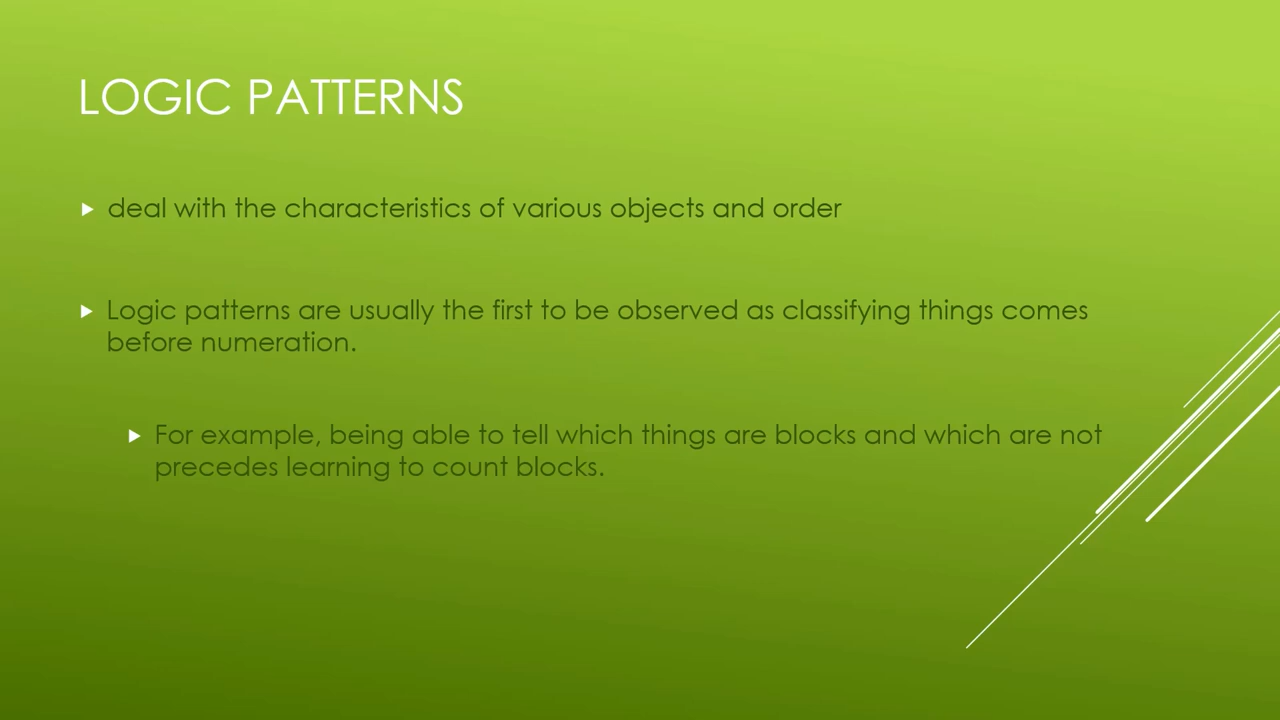 LOGIC PATTERNS
deal with the characteristics of various objects and order
Logic patterns are usually the first to be observed as classifying things comes
before numeration.
For example, being able to tell which things are blocks and which are not
precedes learning to count blocks.